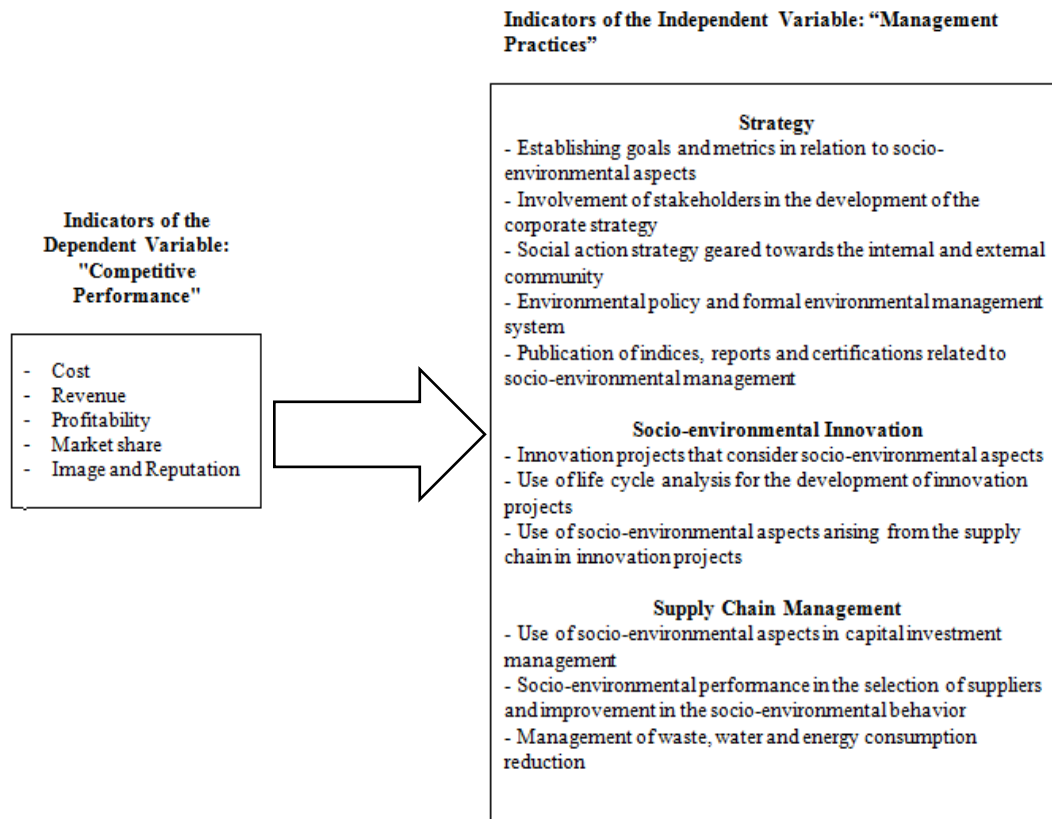 Indicators of the Independent Variable: “Management
Practices”
Strategy
- Establishing goals and metrics in relation to socio-
environmental aspects
- Involvement of stakeholders in the development of the
corporate strategy
- Social action strategy geared towards the internal and external
community
- Environmental policy and formal environmental management
system
- Publication of indices, reports and certifications related to
socio-environmental management
Socio-environmental Innovation
- Innovation projects that consider socio-environmental aspects
- Use of life cycle analysis for the development of innovation
projects
- Use of socio-environmental aspects arising from the supply
chain in innovation projects
Supply Chain Management
- Use of socio-environmental aspects in capital investment
management
- Socio-environmental performance in the selection of suppliers
and improvement in the socio-environmental behavior
- Management of waste, water and energy consumption
reduction
Indicators of the
Dependent Variable:
"Competitive
Performance"
- Cost
- Revenue
- Profitability
- Market share
- Image and Reputation